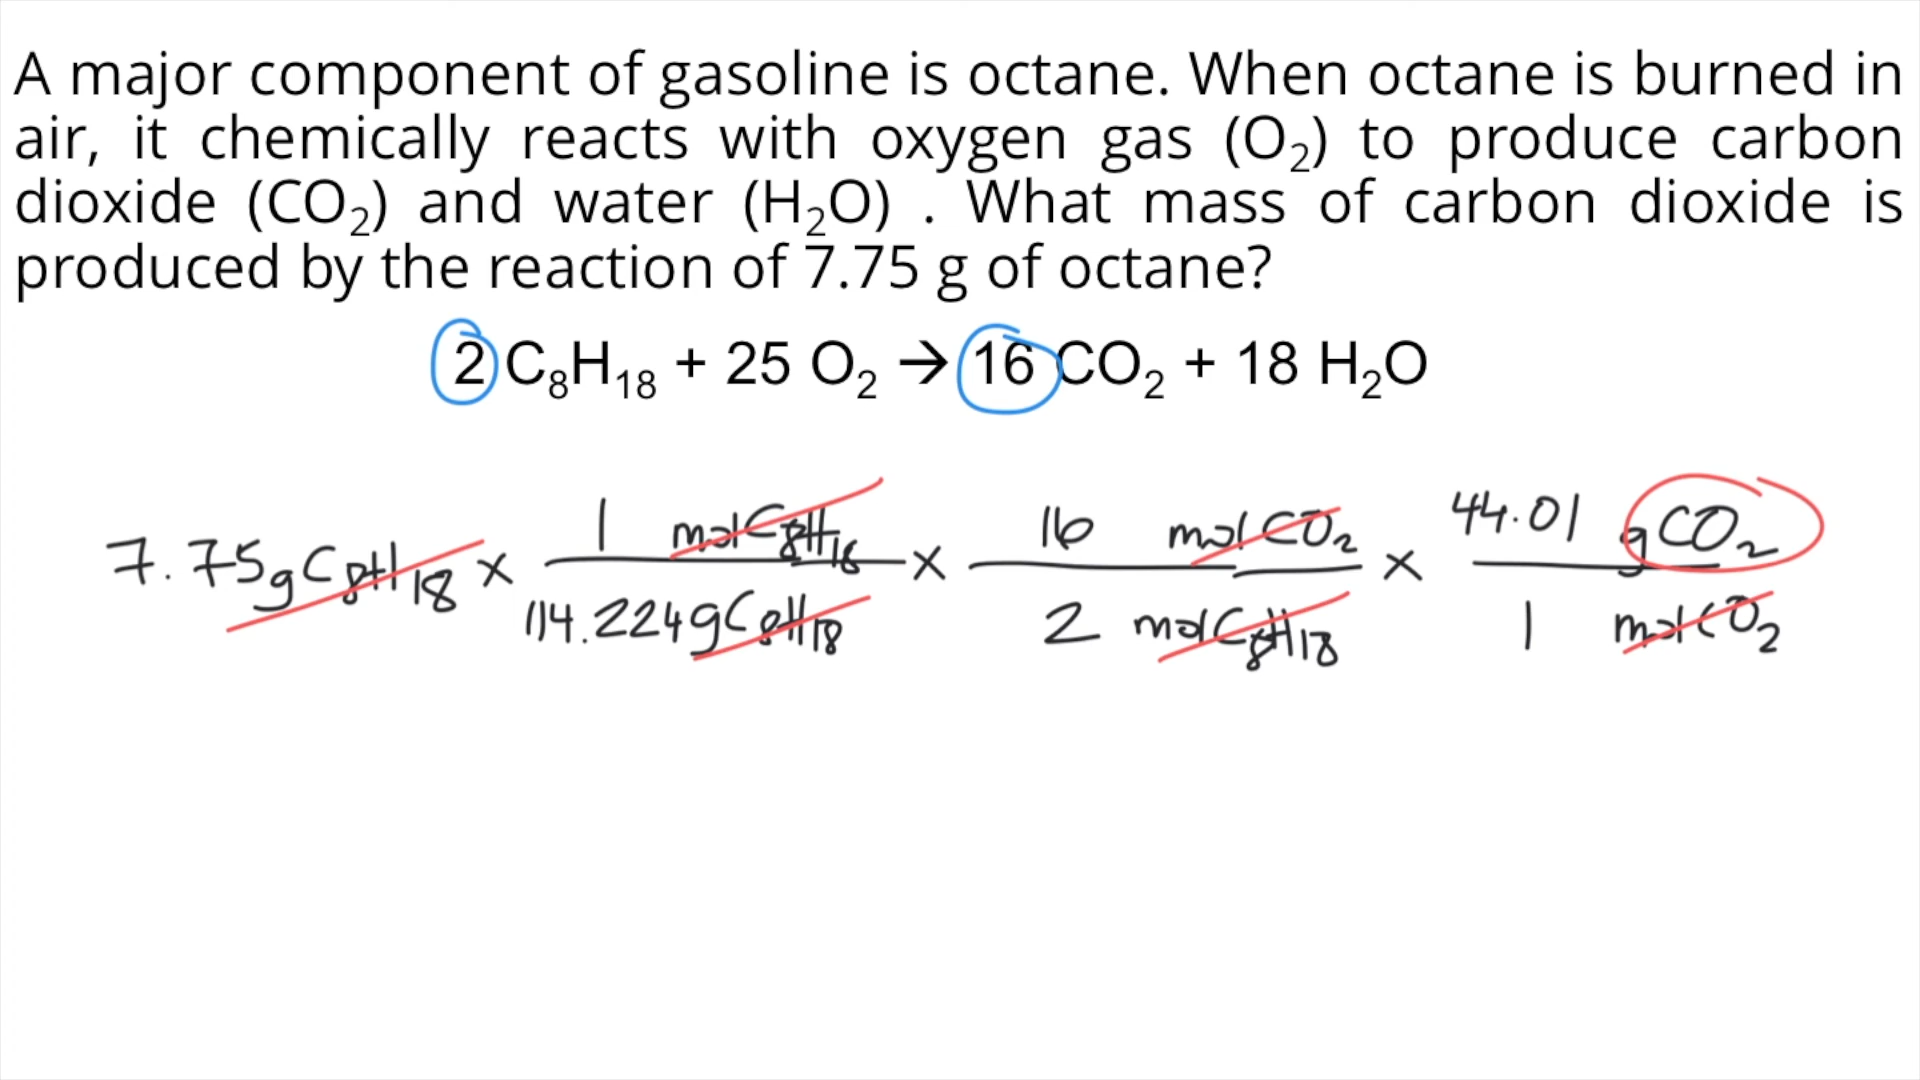 A major component of gasoline is octane. When octane is burned in
air, it chemically reacts with oxygen gas (O₂) to produce carbon
dioxide (CO₂) and water (H₂O) . What mass of carbon dioxide is
produced by the reaction of 7.75 g of octane?
2 C₈H₁₈ + 25 O₂ → 16 CO₂ + 18 H₂O
7.75g C₈H₁₈ × 1 mol C₈H₁₈ / 114.224g C₈H₁₈ × 16 mol CO₂ / 2 mol C₈H₁₈ × 44.01 g CO₂ / 1 mol CO₂